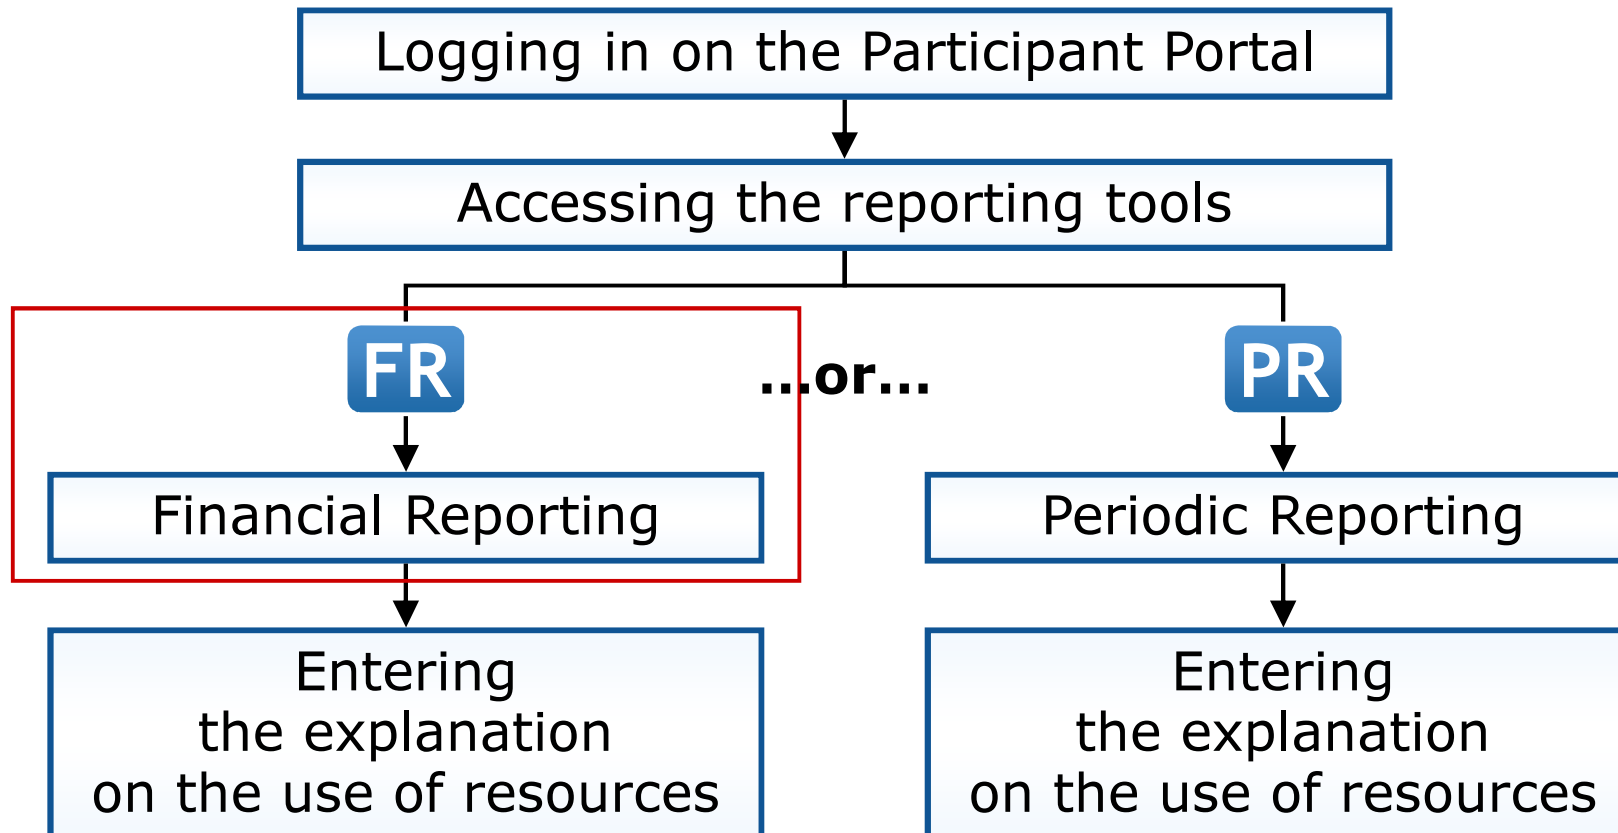 Logging in on the Participant Portal
Accessing the reporting tools
FR
...or...
PR
Financial Reporting
Periodic Reporting
Entering
the explanation
on the use of resources
Entering
the explanation
on the use of resources